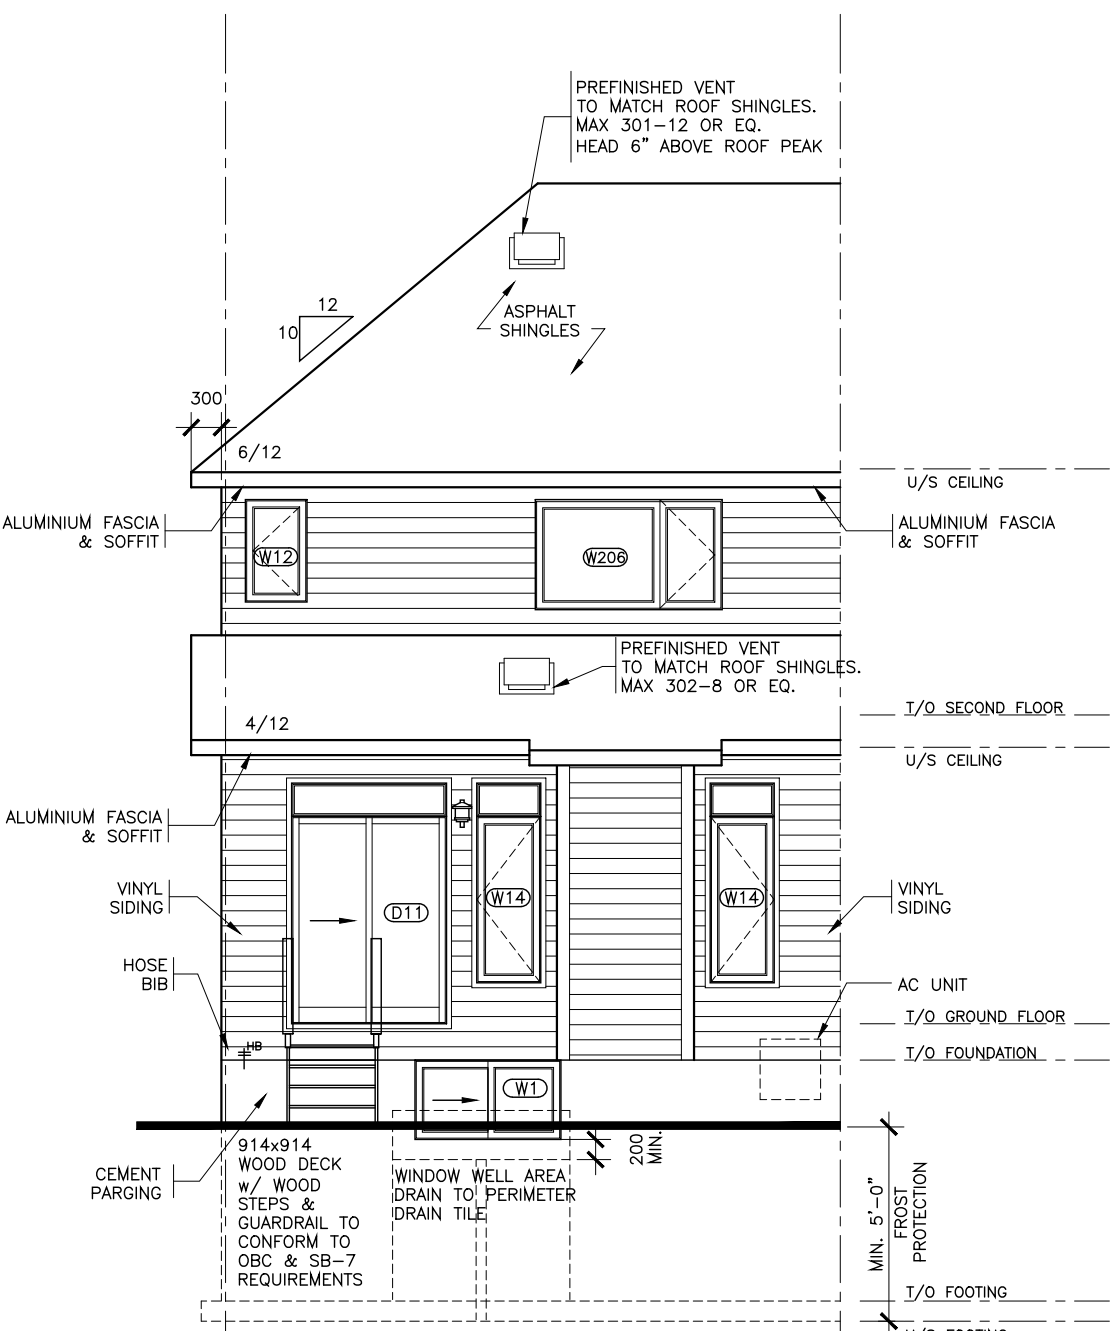 PREFINISHED VENT
TO MATCH ROOF SHINGLES.
MAX 301-12 OR EQ.
HEAD 6" ABOVE ROOF PEAK
12
10
ASPHALT
SHINGLES
300
6/12
U/S CEILING
ALUMINIUM FASCIA
& SOFFIT
W12
W206
ALUMINIUM FASCIA
& SOFFIT
PREFINISHED VENT
TO MATCH ROOF SHINGLES.
MAX 302-8 OR EQ.
4/12
T/O SECOND FLOOR
U/S CEILING
ALUMINIUM FASCIA
& SOFFIT
VINYL
SIDING
D11
W14
W14
VINYL
SIDING
HOSE
BIB
AC UNIT
T/O GROUND FLOOR
HB
T/O FOUNDATION
W1
200
MIN.
CEMENT
PARGING
914x914
WOOD DECK
w/ WOOD
STEPS &
GUARDRAIL TO
CONFORM TO
OBC & SB-7
REQUIREMENTS
WINDOW WELL AREA
DRAIN TO PERIMETER
DRAIN TILE
MIN. 5'-0"
FROST
PROTECTION
T/O FOOTING
U/S FOOTING